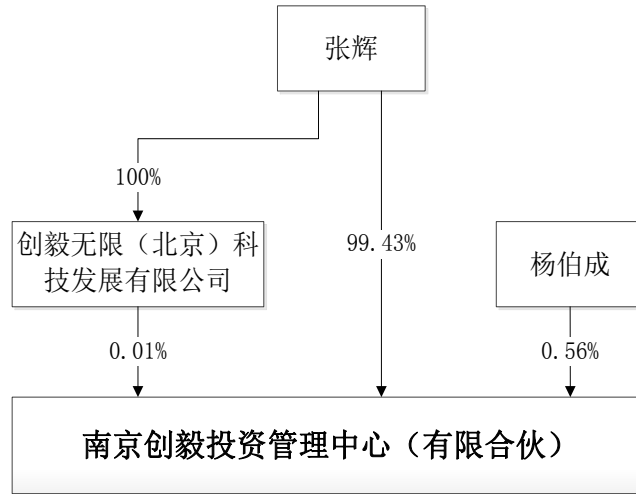 张辉
100%
创毅无限（北京）科
技发展有限公司
99.43%
杨伯成
0.01%
0.56%
南京创毅投资管理中心（有限合伙）